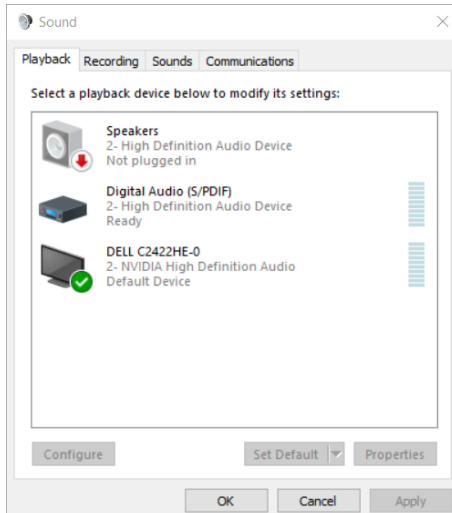 Sound
Playback Recording Sounds Communications
Select a playback device below to modify its settings:
Speakers
2- High Definition Audio Device
Not plugged in
Digital Audio (S/PDIF)
2- High Definition Audio Device
Ready
DELL C2422HE-0
2- NVIDIA High Definition Audio
Default Device
Configure Set Default Properties
OK Cancel Apply